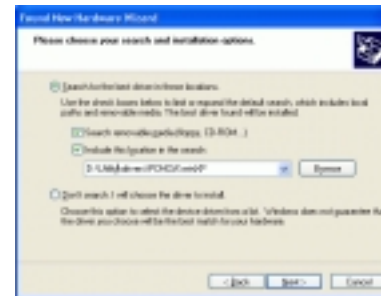 Found New Hardware Wizard
Please choose your search and installation options.
Search for the best driver in these locations.
Use the check boxes below to limit or expand the default search, which includes local
paths and removable media. The best driver found will be installed.
Search removable media (floppy, CD-ROM...)
Include this location in the search:
Browse
Don't search. I will choose the driver to install.
Choose this option to select the device driver from a list. Windows does not guarantee that
the driver you choose will be the best match for your hardware.
< Back
Next >
Cancel